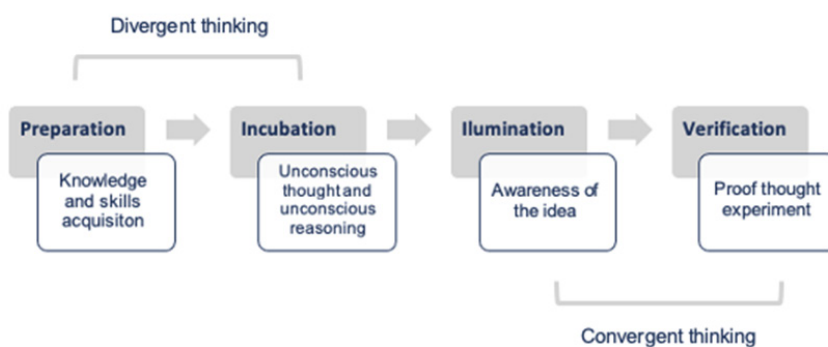 Divergent thinking
Preparation
Incubation
Ilumination
Verification
Knowledge
and skills
acquisiton
Unconscious
thought and
unconscious
reasoning
Awareness of
the idea
Proof thought
experiment
Convergent thinking